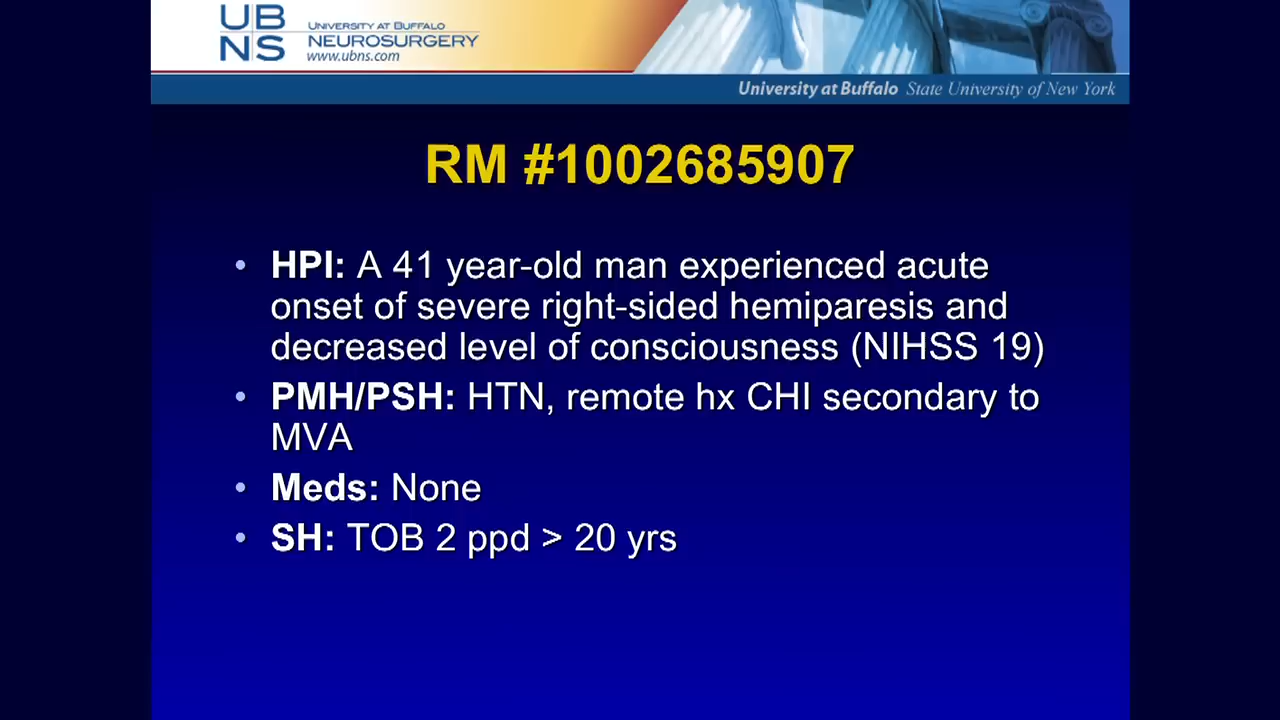 UB
NS
UNIVERSITY AT BUFFALO
NEUROSURGERY
www.ubns.com
University at Buffalo State University of New York
RM #1002685907
• HPI: A 41 year-old man experienced acute
onset of severe right-sided hemiparesis and
decreased level of consciousness (NIHSS 19)
• PMH/PSH: HTN, remote hx CHI secondary to
MVA
• Meds: None
• SH: TOB 2 ppd > 20 yrs